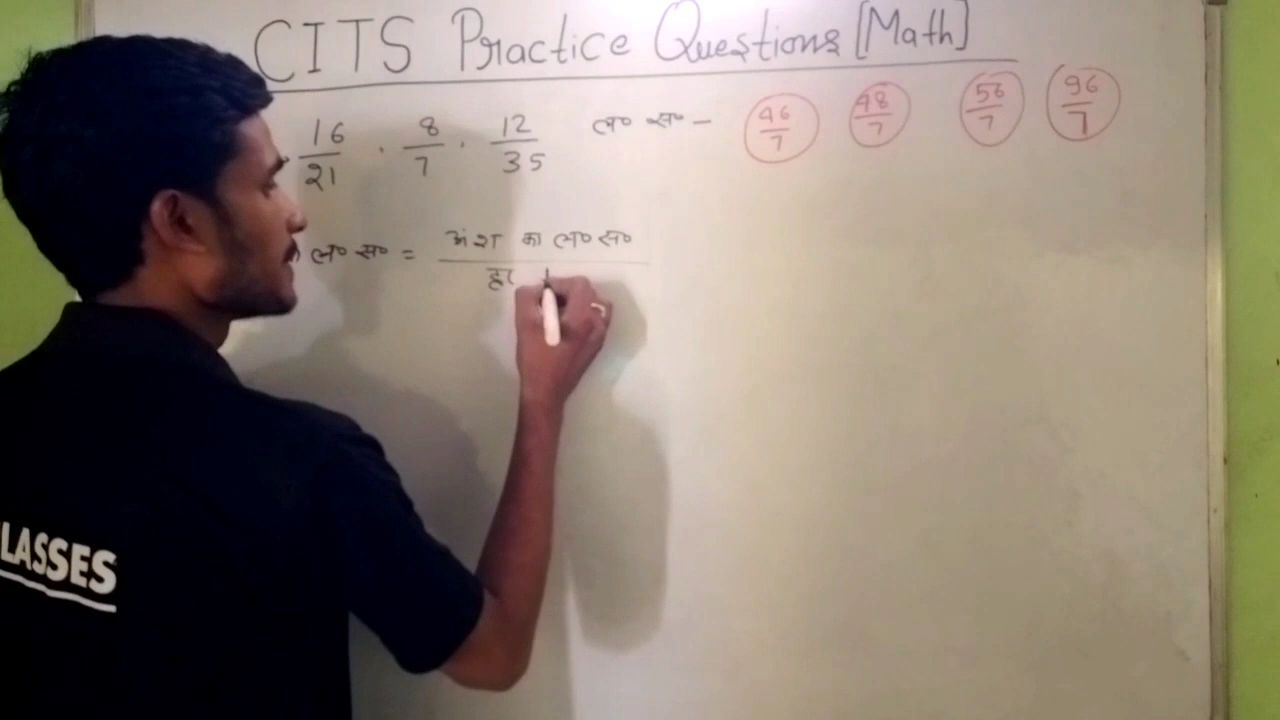 CITS Practice Questions [Math]
16/21 , 8/7 , 12/35 ल० स० – 46/7 48/7 56/7 96/7
ल० स० = अंश का ल० स०
हर
LASSES